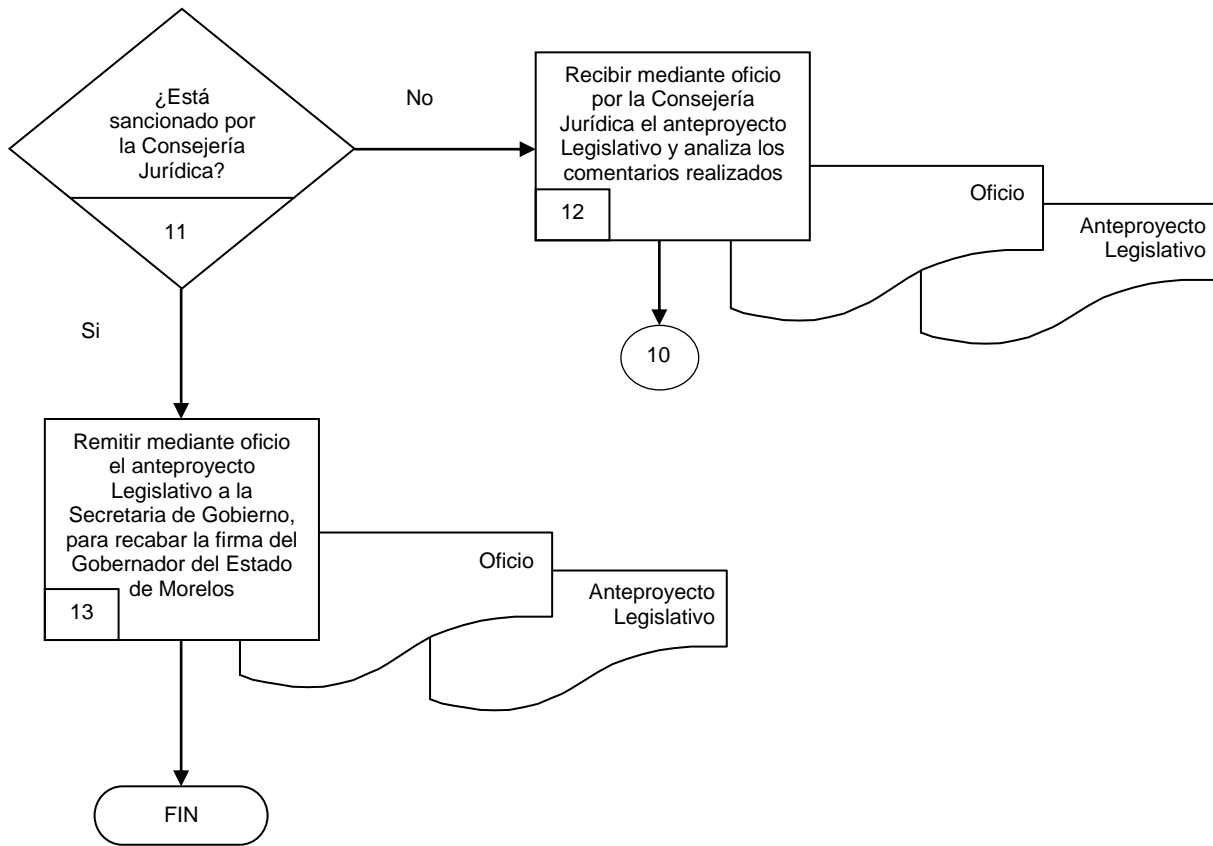 ¿Está
sancionado por
la Consejería
Jurídica?
11
No
Recibir mediante oficio
por la Consejería
Jurídica el anteproyecto
Legislativo y analiza los
comentarios realizados
12
Oficio
Anteproyecto
Legislativo
10
Si
Remitir mediante oficio
el anteproyecto
Legislativo a la
Secretaria de Gobierno,
para recabar la firma del
Gobernador del Estado
de Morelos
13
Oficio
Anteproyecto
Legislativo
FIN